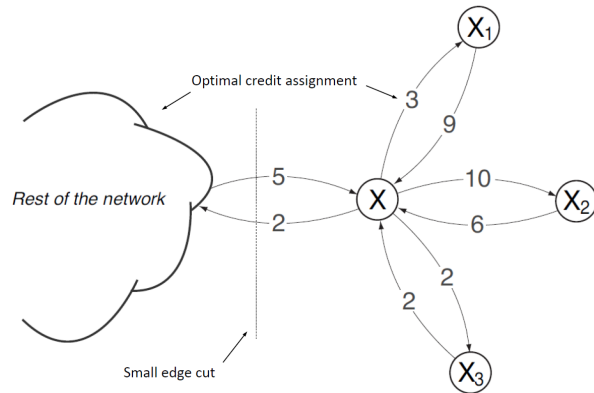 X1
Optimal credit assignment
3
9
5
10
Rest of the network
X
X2
2
6
2
2
Small edge cut
X3